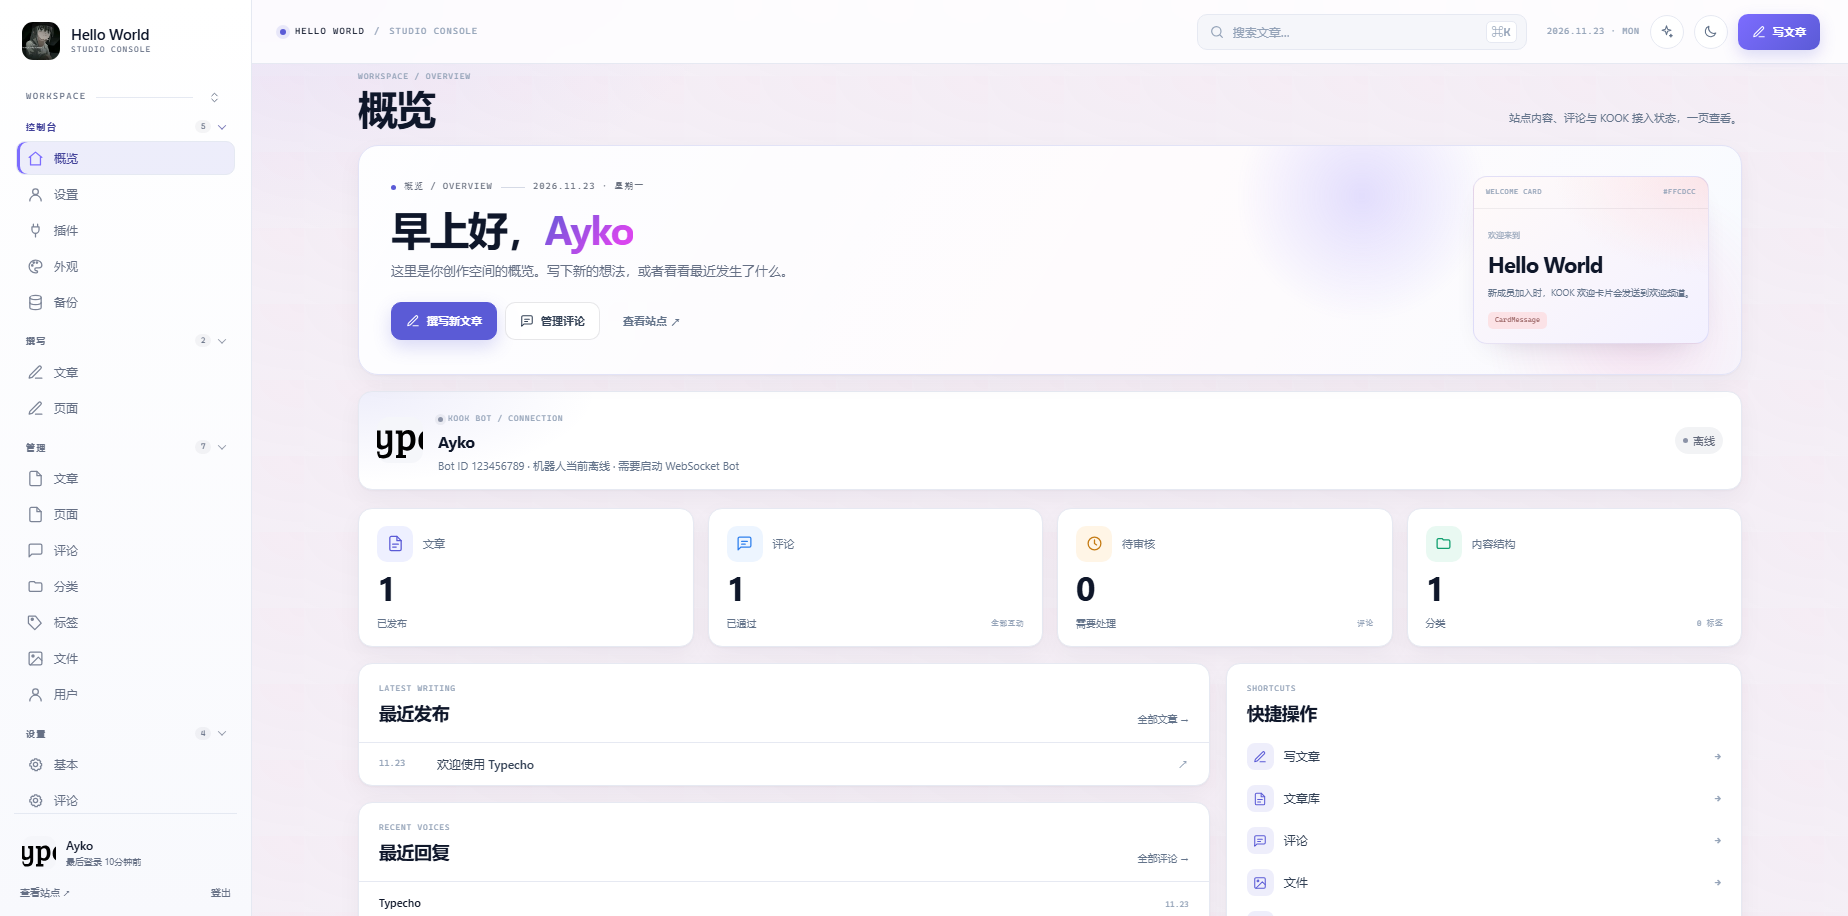 Hello World
STUDIO CONSOLE
WORKSPACE
控制台 5
概览
设置
插件
外观
备份
撰写 2
文章
页面
管理 7
文章
页面
评论
分类
标签
文件
用户
设置 4
基本
评论
ype
Ayko
最后登录 10分钟前
查看站点 ↗ 登出
HELLO WORLD / STUDIO CONSOLE
搜索文章... ⌘K
2026.11.23 · MON
写文章
WORKSPACE / OVERVIEW
概览
站点内容、评论与 KOOK 接入状态，一页查看。
概览 / OVERVIEW 2026.11.23 · 星期一
早上好，Ayko
这里是你创作空间的概览。写下新的想法，或者看看最近发生了什么。
撰写新文章 管理评论 查看站点 ↗
WELCOME CARD #FFCDCC
欢迎来到
Hello World
新成员加入时，KOOK 欢迎卡片会发送到欢迎频道。
CardMessage
ype
KOOK BOT / CONNECTION
Ayko
Bot ID 123456789 · 机器人当前离线 · 需要启动 WebSocket Bot
离线
文章
1
已发布
评论
1
已通过 全部互动
待审核
0
需要处理 评论
内容结构
1
分类 0 标签
LATEST WRITING
最近发布
全部文章 →
11.23 欢迎使用 Typecho ↗
RECENT VOICES
最近回复
全部评论 →
Typecho 11.23
SHORTCUTS
快捷操作
写文章 →
文章库 →
评论 →
文件 →